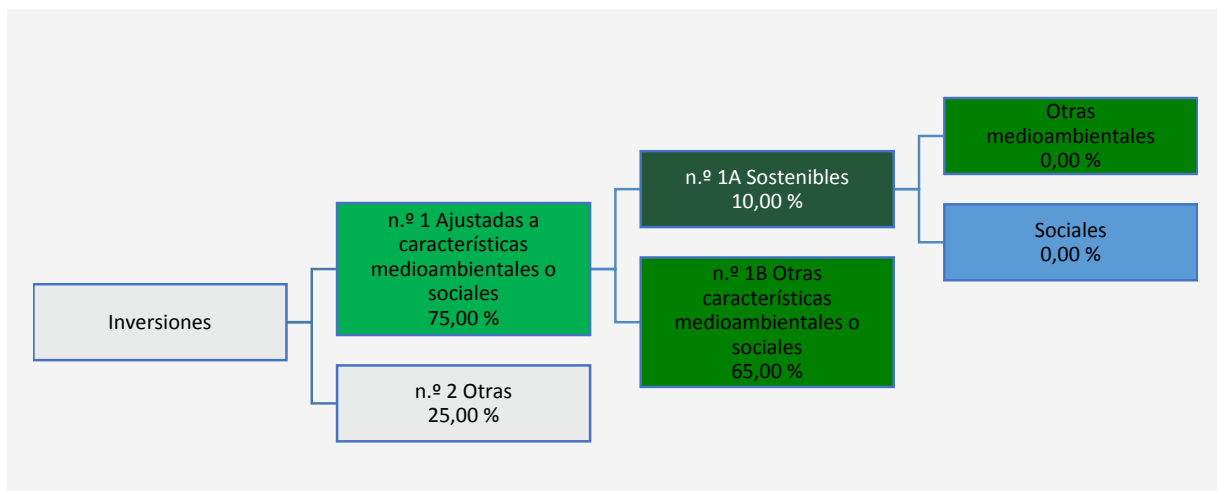 Inversiones
n.º 1 Ajustadas a
características
medioambientales o
sociales
75,00 %
n.º 2 Otras
25,00 %
n.º 1A Sostenibles
10,00 %
n.º 1B Otras
características
medioambientales o
sociales
65,00 %
Otras
medioambientales
0,00 %
Sociales
0,00 %